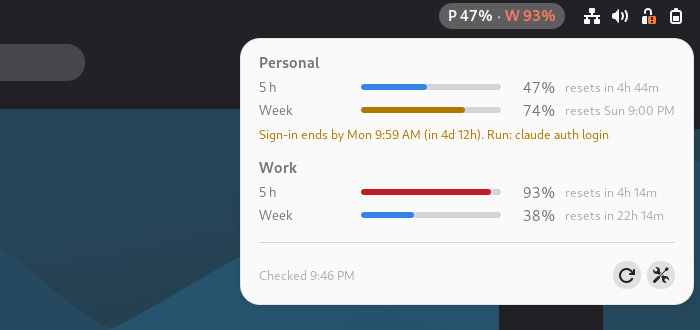 P 47% · W 93%
Personal
5 h 47% resets in 4h 44m
Week 74% resets Sun 9:00 PM
Sign-in ends by Mon 9:59 AM (in 4d 12h). Run: claude auth login
Work
5 h 93% resets in 4h 14m
Week 38% resets in 22h 14m
Checked 9:46 PM